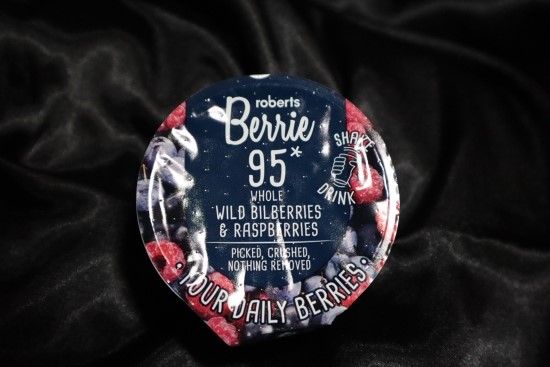 roberts
Berrie
95*
WHOLE
WILD BILBERRIES
& RASPBERRIES
PICKED, CRUSHED,
NOTHING REMOVED
SHAKE
DRINK
YOUR DAILY BERRIES